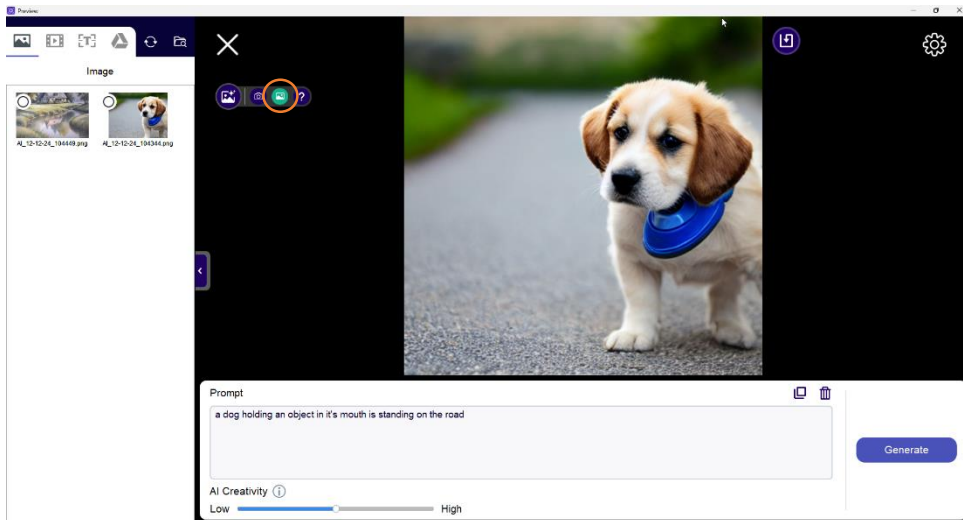 Preview
Image
AI_12-12-24_104449.png
AI_12-12-24_104344.png
?
Prompt
a dog holding an object in it's mouth is standing on the road
Generate
AI Creativity
Low
High